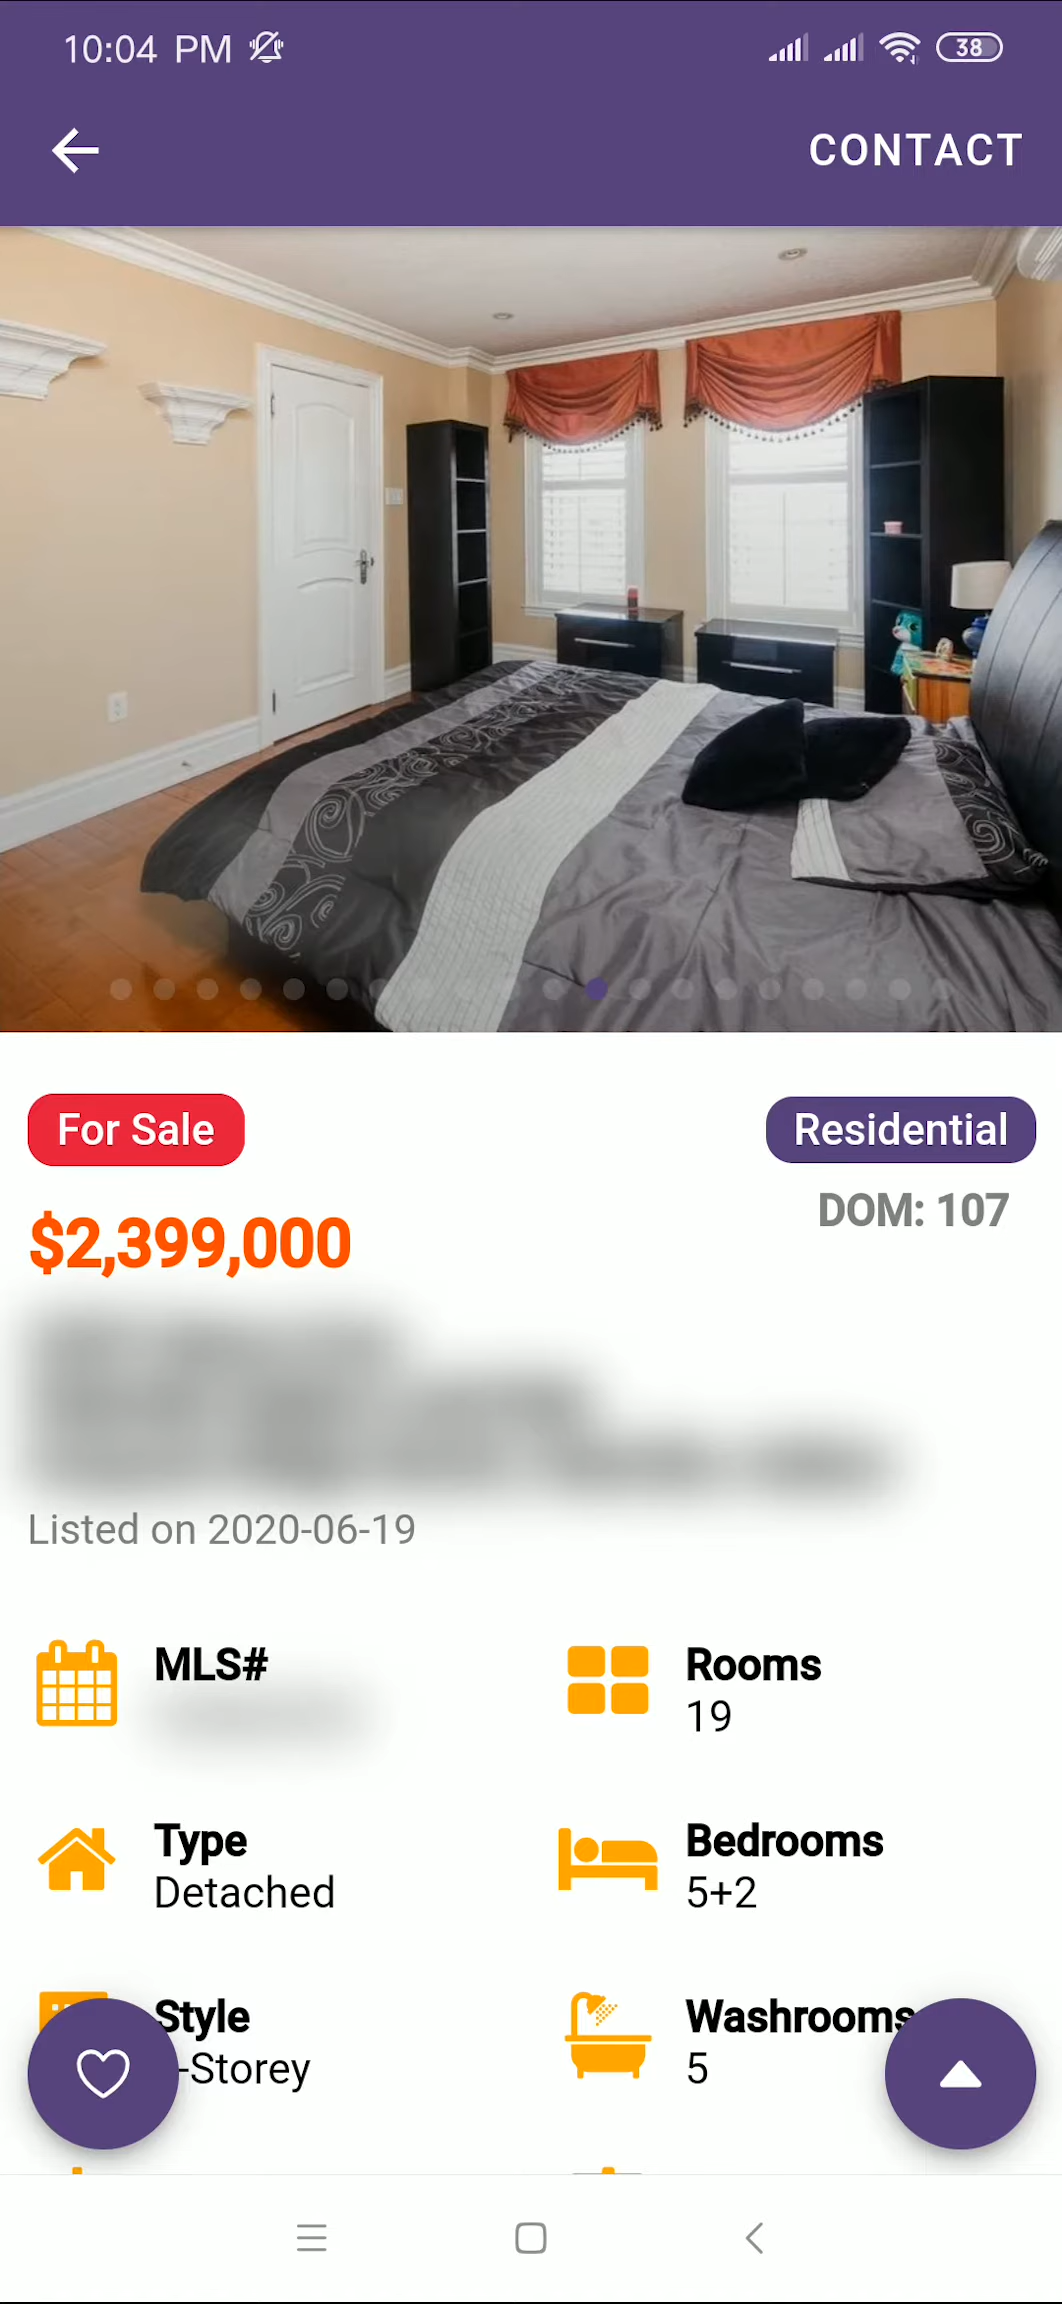 10:04 PM
38
CONTACT
For Sale
Residential
$2,399,000
DOM: 107
Listed on 2020-06-19
MLS#
Rooms
19
Type
Detached
Bedrooms
5+2
Style
-Storey
Washrooms
5